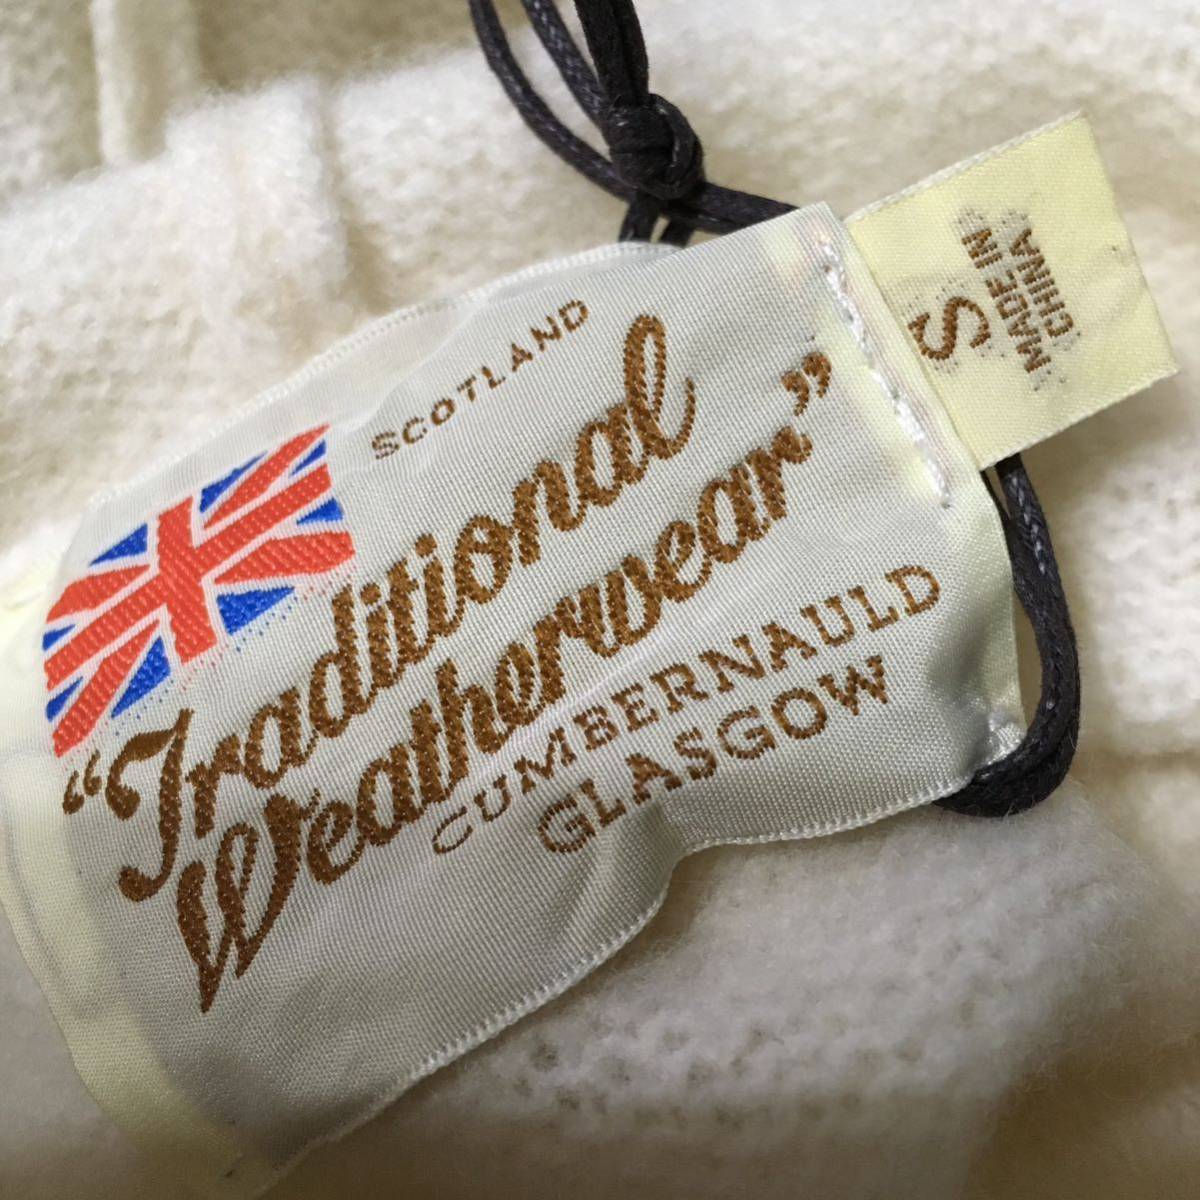 SCOTLAND
“Traditional
Weatherwear”
CUMBERNAULD
GLASGOW
S
MADE IN
CHINA